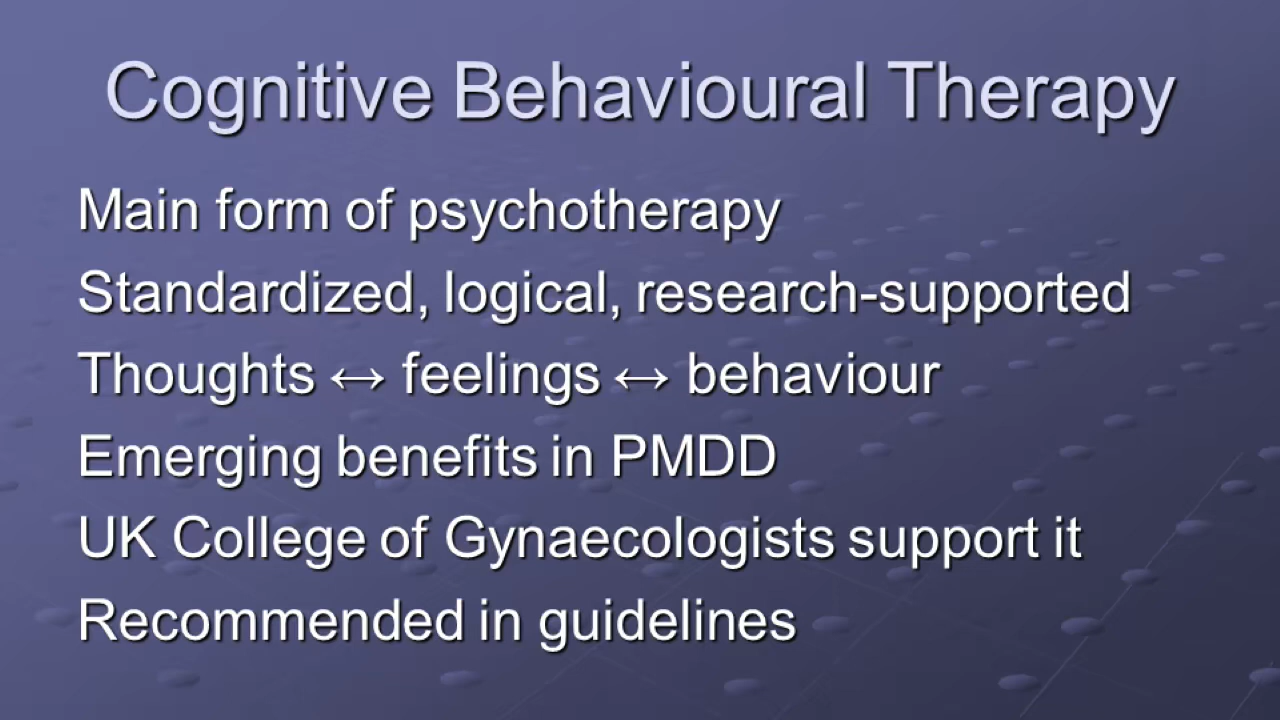 Cognitive Behavioural Therapy
Main form of psychotherapy
Standardized, logical, research-supported
Thoughts ↔ feelings ↔ behaviour
Emerging benefits in PMDD
UK College of Gynaecologists support it
Recommended in guidelines